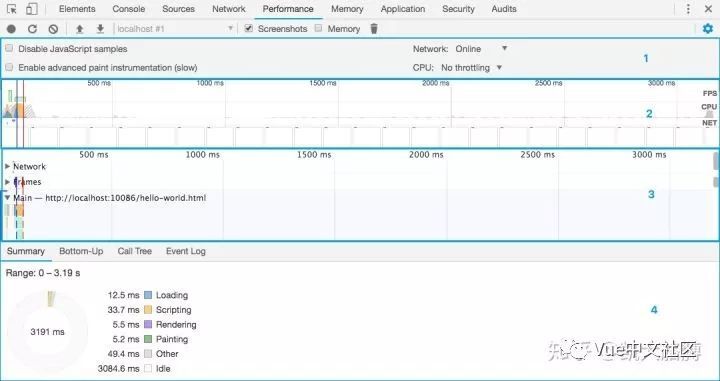 Elements Console Sources Network Performance Memory Application Security Audits
localhost #1 Screenshots Memory
Disable JavaScript samples Network: Online
Enable advanced paint instrumentation (slow) CPU: No throttling
1
500 ms 1000 ms 1500 ms 2000 ms 2500 ms 3000 ms
FPS
CPU
2
NET
500 ms 1000 ms 1500 ms 2000 ms 2500 ms 3000 ms
Network
Frames
3
Main — http://localhost:10086/hello-world.html
Summary Bottom-Up Call Tree Event Log
Range: 0 – 3.19 s
12.5 ms Loading
33.7 ms Scripting
4
5.5 ms Rendering
3191 ms
5.2 ms Painting
49.4 ms Other
3084.6 ms Idle
知乎
Vue中文社区